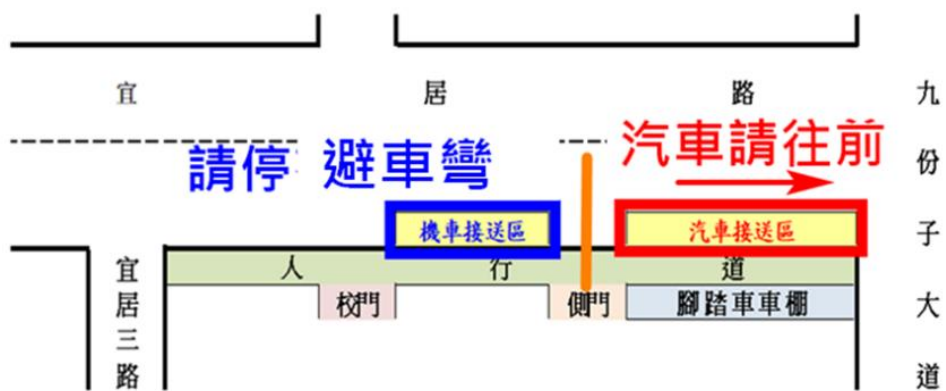 宜居路
請停 避車彎
汽車請往前
機車接送區
汽車接送區
人行道
校門
側門
腳踏車車棚
宜居三路
九份子大道